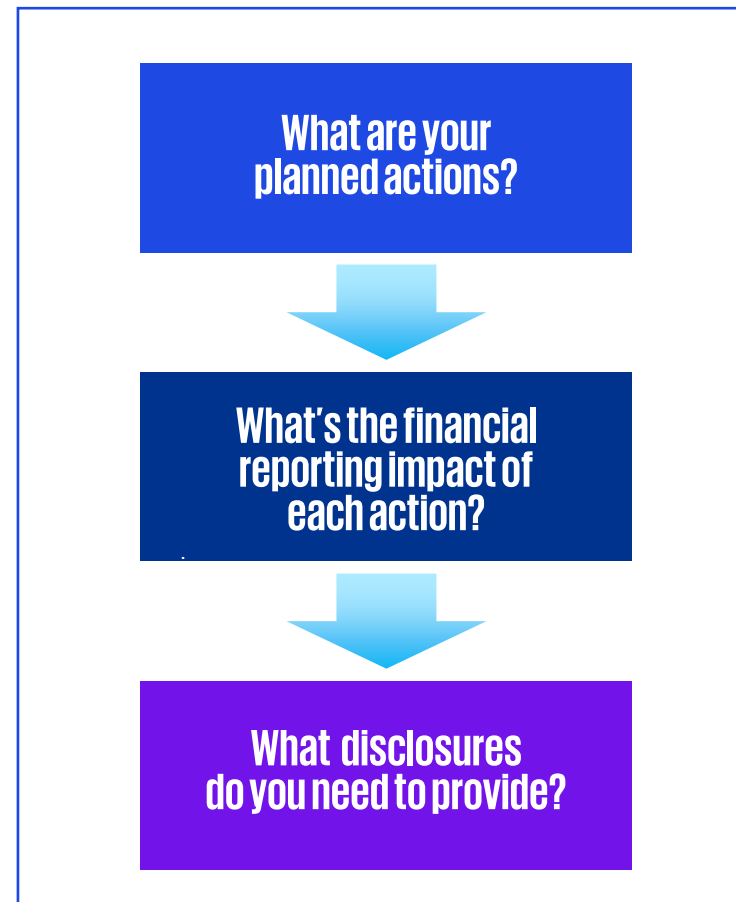 What are your
planned actions?
What's the financial
reporting impact of
each action?
What disclosures
do you need to provide?